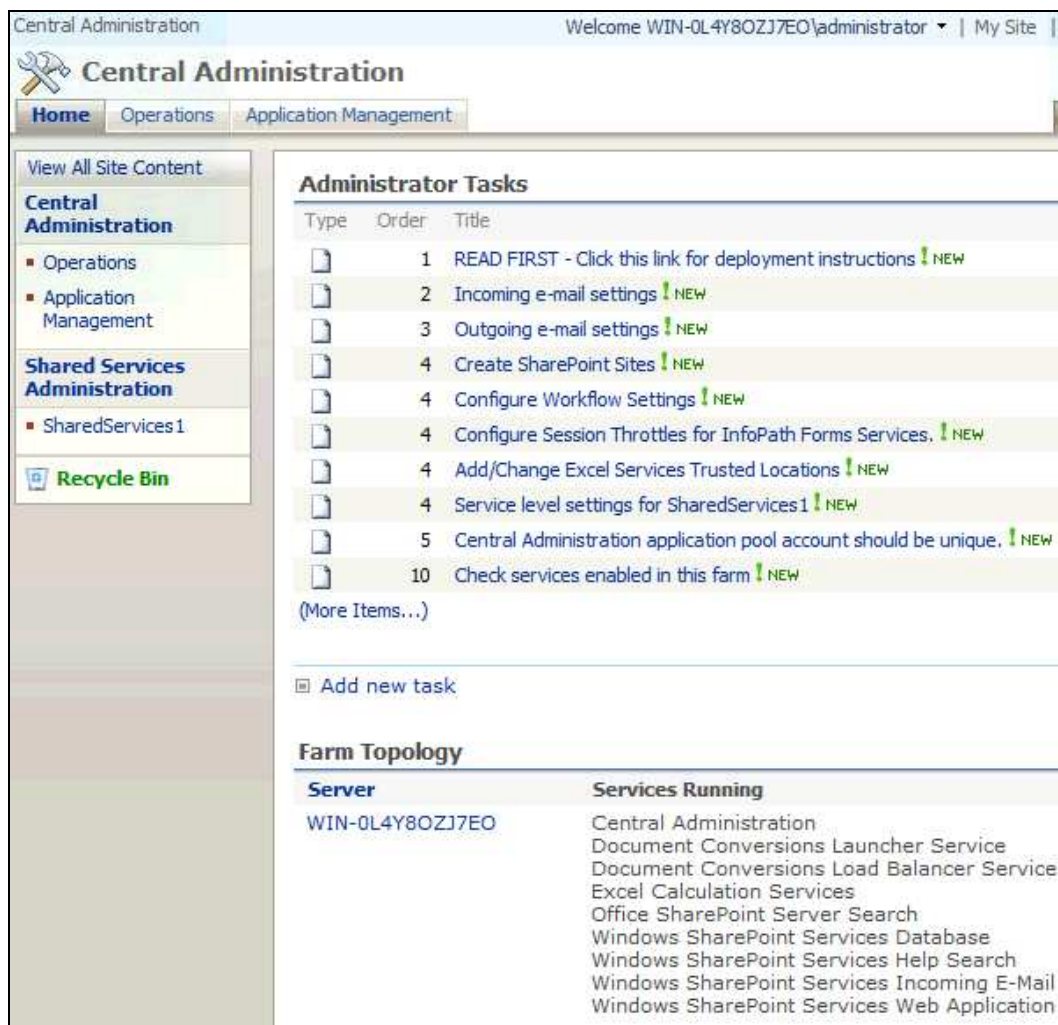 Central Administration Welcome WIN-0L4Y8OZJ7EO\administrator | My Site |
Central Administration
Home Operations Application Management
View All Site Content
Central
Administration
Operations
Application
Management
Shared Services
Administration
SharedServices1
Recycle Bin
Administrator Tasks
Type Order Title
1 READ FIRST - Click this link for deployment instructions ! NEW
2 Incoming e-mail settings ! NEW
3 Outgoing e-mail settings ! NEW
4 Create SharePoint Sites ! NEW
4 Configure Workflow Settings ! NEW
4 Configure Session Throttles for InfoPath Forms Services. ! NEW
4 Add/Change Excel Services Trusted Locations ! NEW
4 Service level settings for SharedServices1 ! NEW
5 Central Administration application pool account should be unique. ! NEW
10 Check services enabled in this farm ! NEW
(More Items...)
Add new task
Farm Topology
Server Services Running
WIN-0L4Y8OZJ7EO Central Administration
Document Conversions Launcher Service
Document Conversions Load Balancer Service
Excel Calculation Services
Office SharePoint Server Search
Windows SharePoint Services Database
Windows SharePoint Services Help Search
Windows SharePoint Services Incoming E-Mail
Windows SharePoint Services Web Application